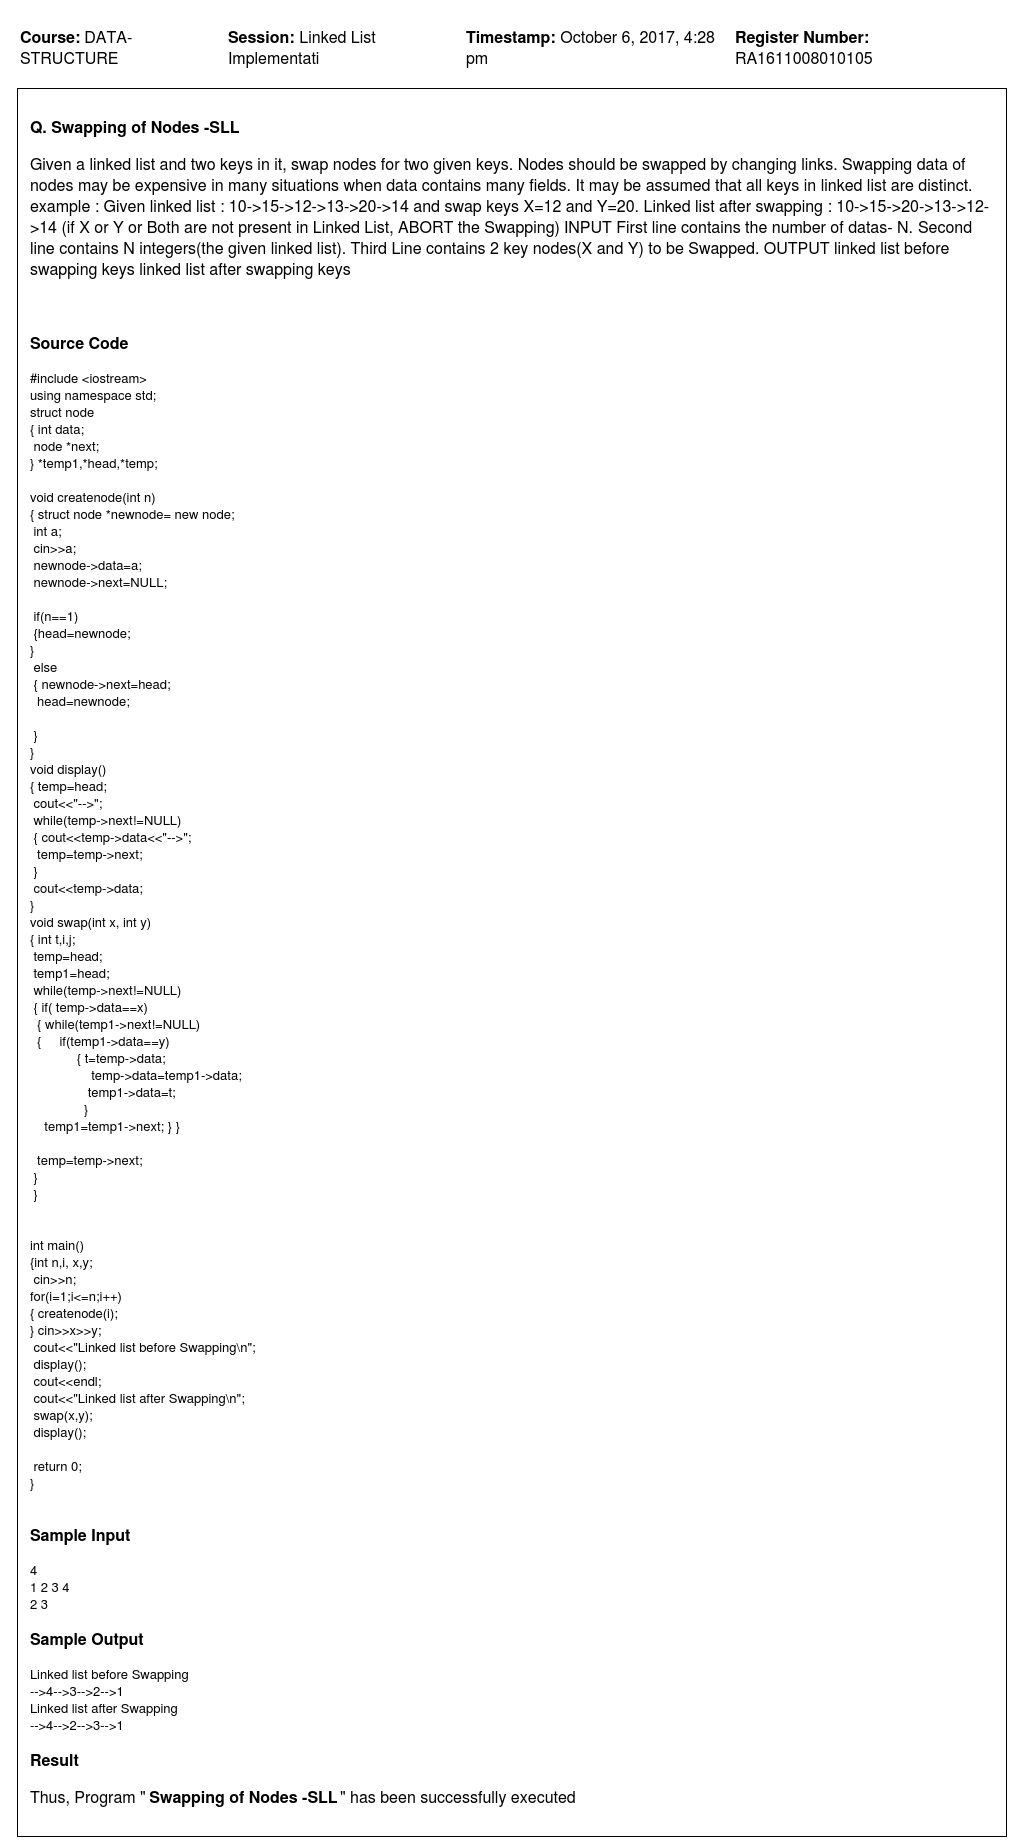 Course: DATA-STRUCTURE
Session: Linked List Implementati
Timestamp: October 6, 2017, 4:28 pm
Register Number: RA1611008010105
Q. Swapping of Nodes -SLL
Given a linked list and two keys in it, swap nodes for two given keys. Nodes should be swapped by changing links. Swapping data of
nodes may be expensive in many situations when data contains many fields. It may be assumed that all keys in linked list are distinct.
example : Given linked list : 10->15->12->13->20->14 and swap keys X=12 and Y=20. Linked list after swapping : 10->15->20->13->12-
>14 (if X or Y or Both are not present in Linked List, ABORT the Swapping) INPUT First line contains the number of datas- N. Second
line contains N integers(the given linked list). Third Line contains 2 key nodes(X and Y) to be Swapped. OUTPUT linked list before
swapping keys linked list after swapping keys
Source Code
#include <iostream>
using namespace std;
struct node
{ int data;
node *next;
} *temp1,*head,*temp;
void createnode(int n)
{ struct node *newnode= new node;
int a;
cin>>a;
newnode->data=a;
newnode->next=NULL;
if(n==1)
{head=newnode;
}
else
{ newnode->next=head;
head=newnode;
}
}
void display()
{ temp=head;
cout<<"-->";
while(temp->next!=NULL)
{ cout<<temp->data<<"-->";
temp=temp->next;
}
cout<<temp->data;
}
void swap(int x, int y)
{ int t,i,j;
temp=head;
temp1=head;
while(temp->next!=NULL)
{ if( temp->data==x)
{ while(temp1->next!=NULL)
{ if(temp1->data==y)
{ t=temp->data;
temp->data=temp1->data;
temp1->data=t;
}
temp1=temp1->next; } }
temp=temp->next;
}
}
int main()
{int n,i, x,y;
cin>>n;
for(i=1;i<=n;i++)
{ createnode(i);
} cin>>x>>y;
cout<<"Linked list before Swapping\n";
display();
cout<<endl;
cout<<"Linked list after Swapping\n";
swap(x,y);
display();
return 0;
}
Sample Input
4
1 2 3 4
2 3
Sample Output
Linked list before Swapping
-->4-->3-->2-->1
Linked list after Swapping
-->4-->2-->3-->1
Result
Thus, Program " Swapping of Nodes -SLL " has been successfully executed